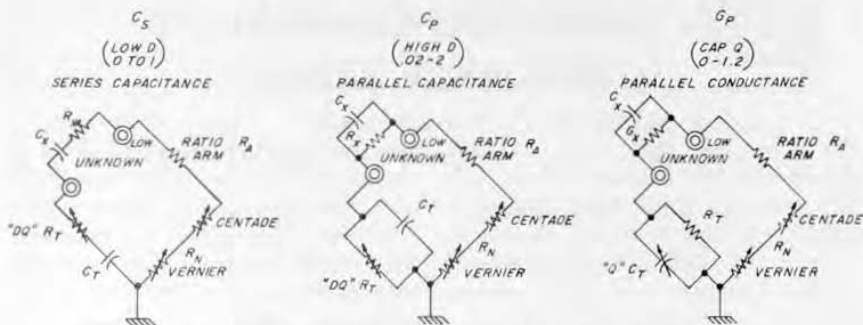 C_S
(LOW D
0 TO 1)
SERIES CAPACITANCE
R_X
C_X
LOW
UNKNOWN
RATIO R_A
ARM
"DQ" R_T
C_T
CENTADE
R_N
VERNIER
C_P
(HIGH D
.02-2)
PARALLEL CAPACITANCE
C_X
R_X
LOW
UNKNOWN
RATIO R_A
ARM
C_T
"DQ" R_T
CENTADE
R_N
VERNIER
G_P
(CAP Q
0-1.2)
PARALLEL CONDUCTANCE
C_X
G_X
LOW
UNKNOWN
RATIO R_A
ARM
R_T
"Q" C_T
CENTADE
R_N
VERNIER